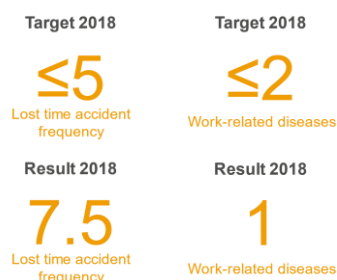 Target 2018
Target 2018
≤5
≤2
Lost time accident
frequency
Work-related diseases
Result 2018
Result 2018
7.5
1
Lost time accident
frequency
Work-related diseases